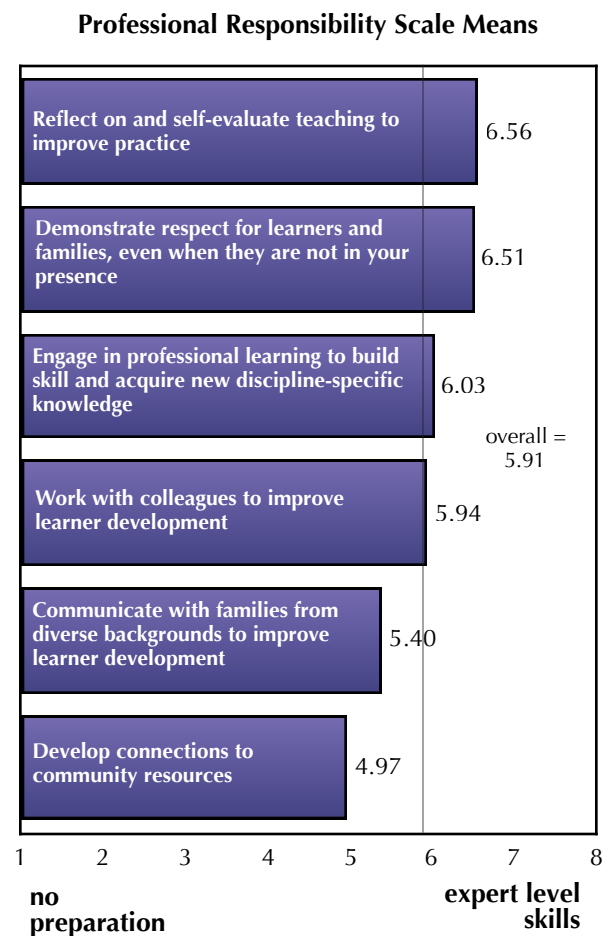 Professional Responsibility Scale Means
Reflect on and self-evaluate teaching to
improve practice
6.56
Demonstrate respect for learners and
families, even when they are not in your
presence
6.51
Engage in professional learning to build
skill and acquire new discipline-specific
knowledge
6.03
overall =
5.91
Work with colleagues to improve
learner development
5.94
Communicate with families from
diverse backgrounds to improve
learner development
5.40
Develop connections to
community resources
4.97
1 2 3 4 5 6 7 8
no
preparation
expert level
skills